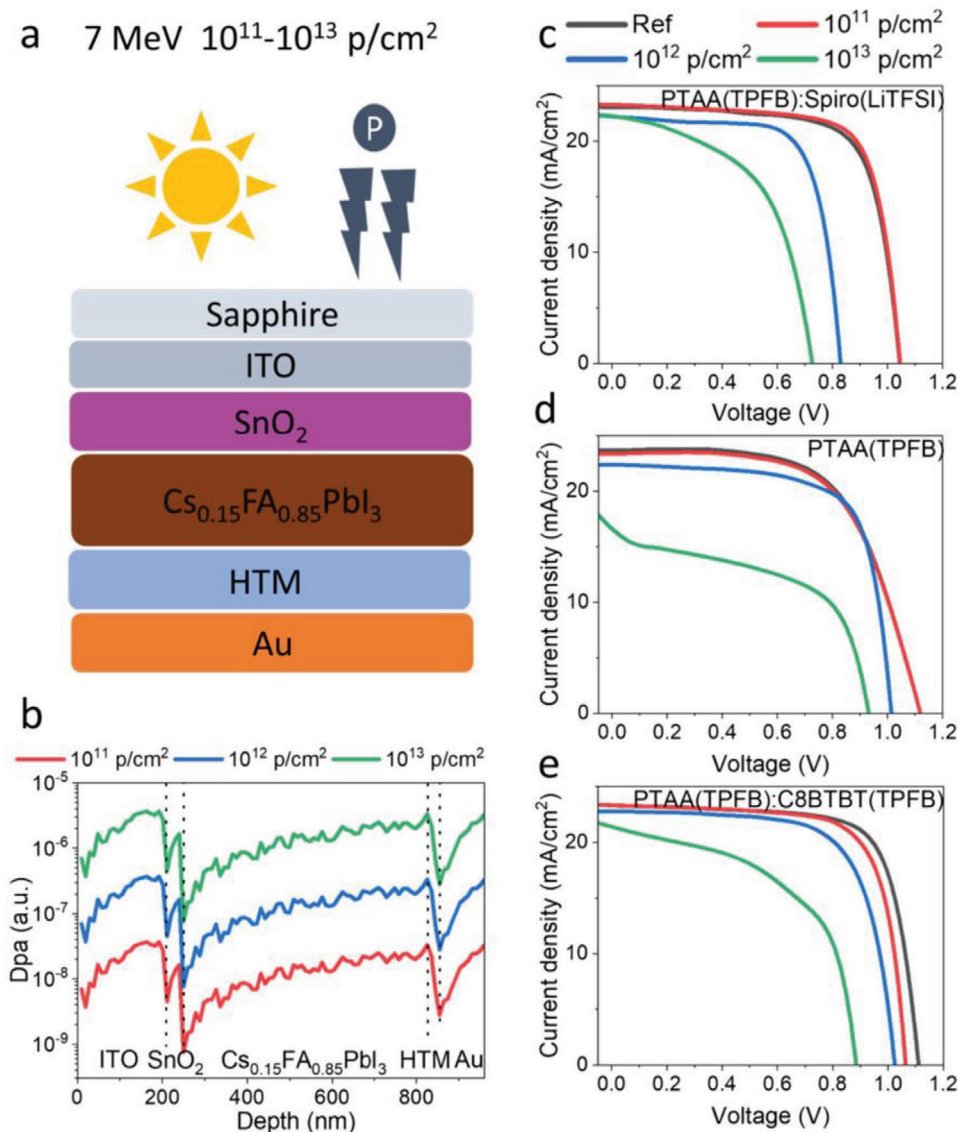 a 7 MeV 10¹¹-10¹³ p/cm²
P
Sapphire
ITO
SnO₂
Cs₀.₁₅FA₀.₈₅PbI₃
HTM
Au
b
10¹¹ p/cm² 10¹² p/cm² 10¹³ p/cm²
Dpa (a.u.)
10⁻⁵
10⁻⁶
10⁻⁷
10⁻⁸
10⁻⁹
ITO SnO₂ Cs₀.₁₅FA₀.₈₅PbI₃ HTM Au
0 200 400 600 800
Depth (nm)
c
Ref 10¹¹ p/cm²
10¹² p/cm² 10¹³ p/cm²
PTAA(TPFB):Spiro(LiTFSI)
Current density (mA/cm²)
20
10
0
0.0 0.2 0.4 0.6 0.8 1.0 1.2
Voltage (V)
d
PTAA(TPFB)
Current density (mA/cm²)
20
10
0
0.0 0.2 0.4 0.6 0.8 1.0 1.2
Voltage (V)
e
PTAA(TPFB):C8BTBT(TPFB)
Current density (mA/cm²)
20
10
0
0.0 0.2 0.4 0.6 0.8 1.0 1.2
Voltage (V)